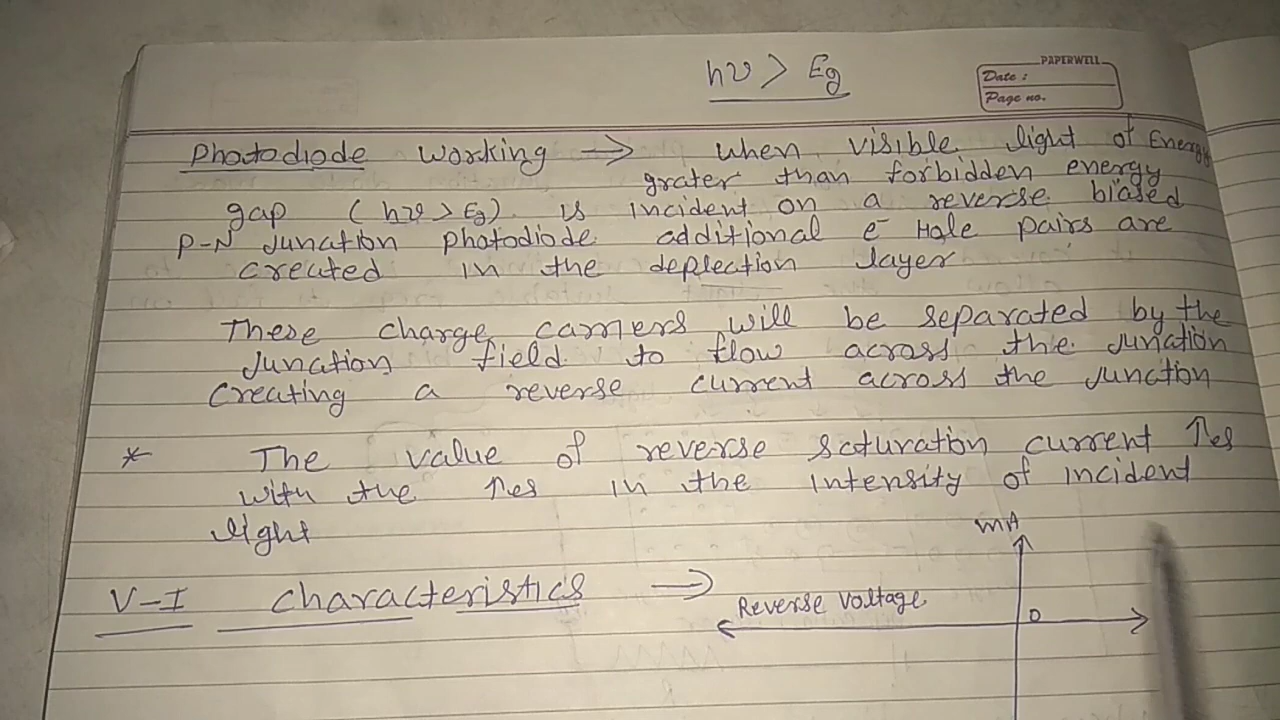 hν > Eg
PAPERWELL
Date :
Page no.
Photodiode working → when visible light of Energy
grater than forbidden energy
gap (hν > Eg) is incident on a reverse biased
P-N Junction photodiode additional e⁻ Hole pairs are
created in the deplection layer
These charge carriers will be separated by the
Junction field to flow across the Junction
Creating a reverse current across the Junction
* The value of reverse saturation current ↑es
with the ↑es in the intensity of incident
light
mA
V-I characteristics ⇒
Reverse Voltage
O